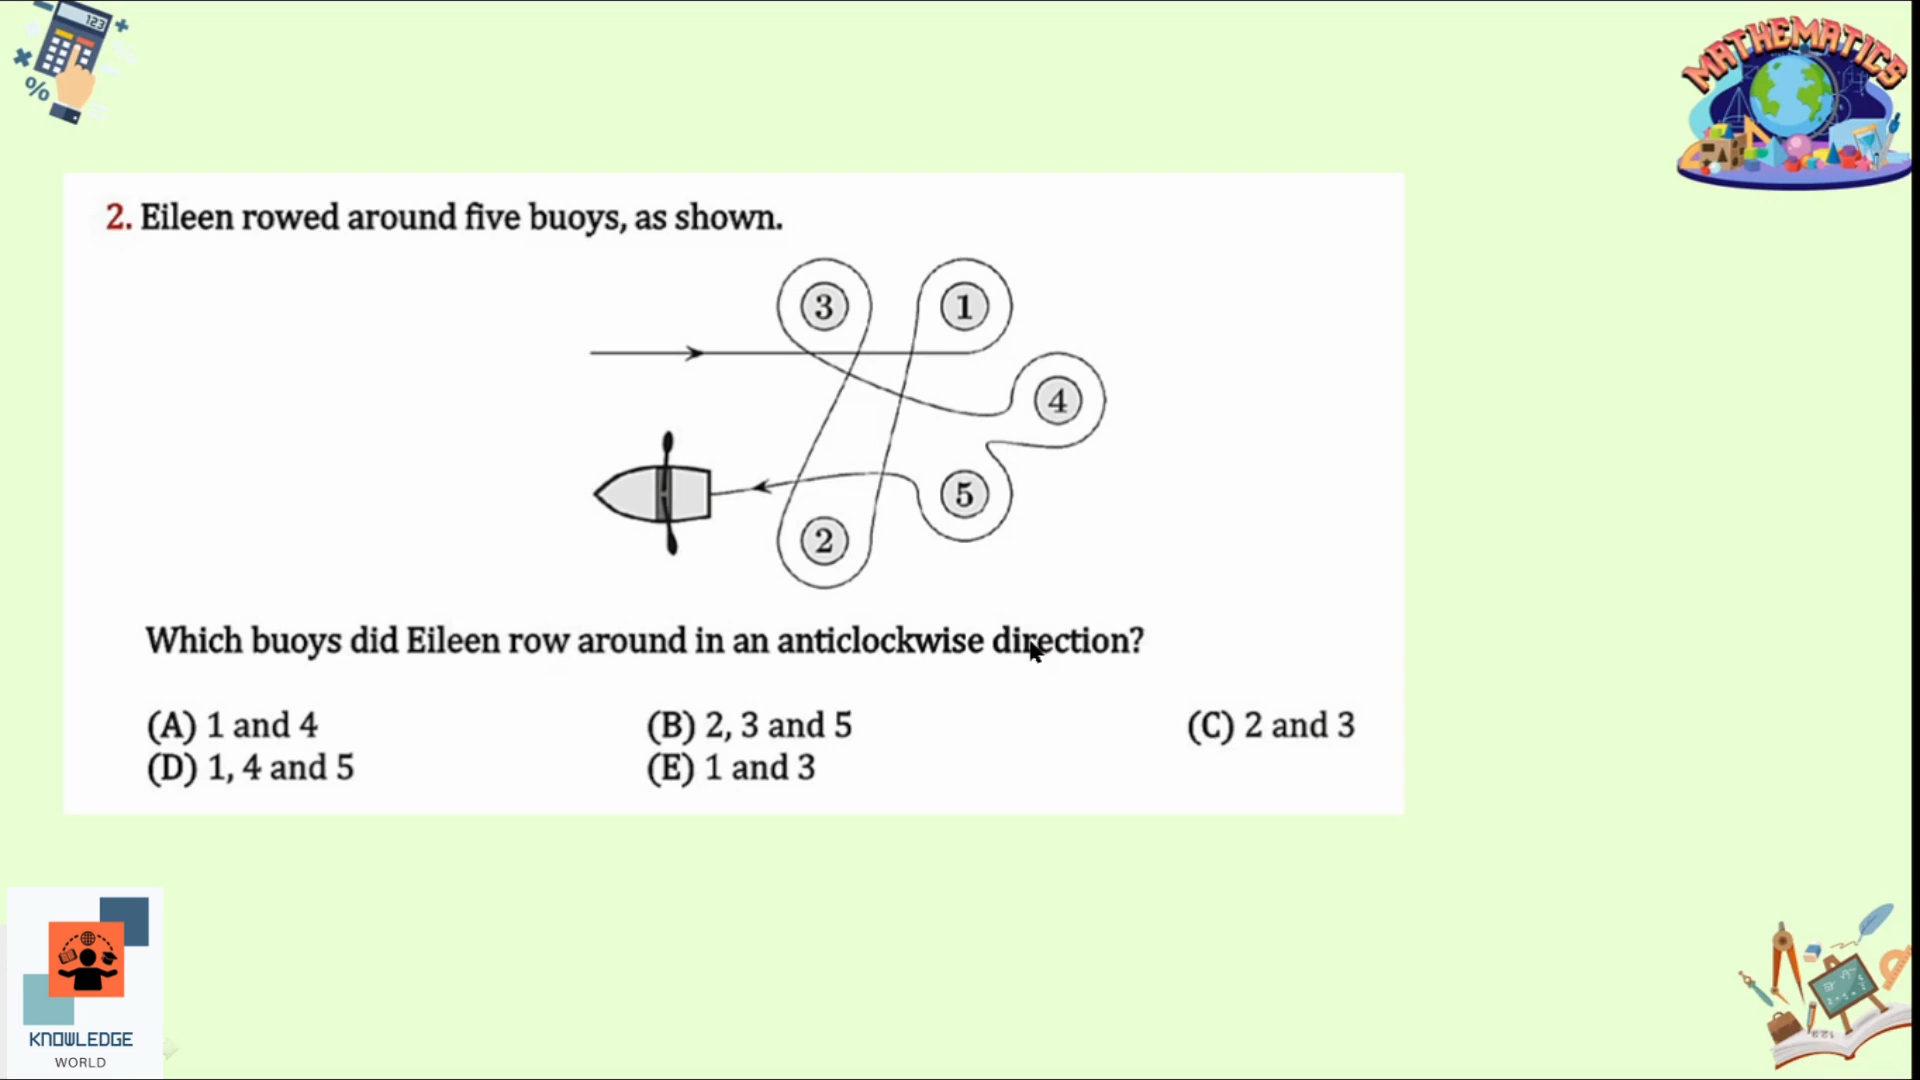 123
%
MATHEMATICS
2. Eileen rowed around five buoys, as shown.
3
1
4
5
2
Which buoys did Eileen row around in an anticlockwise direction?
(A) 1 and 4
(B) 2, 3 and 5
(C) 2 and 3
(D) 1, 4 and 5
(E) 1 and 3
KNOWLEDGE
WORLD